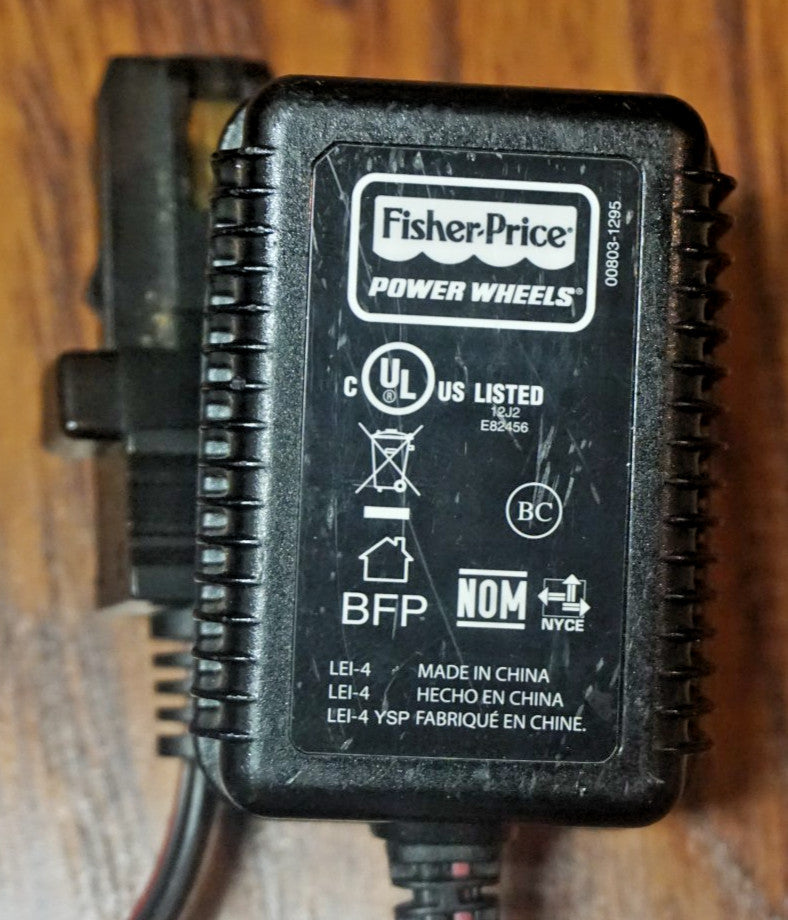 Fisher-Price®
POWER WHEELS®
00803-1295
C UL® US LISTED
12J2
E82456
BC
BFP
NOM
NYCE
LEI-4 MADE IN CHINA
LEI-4 HECHO EN CHINA
LEI-4 YSP FABRIQUÉ EN CHINE.